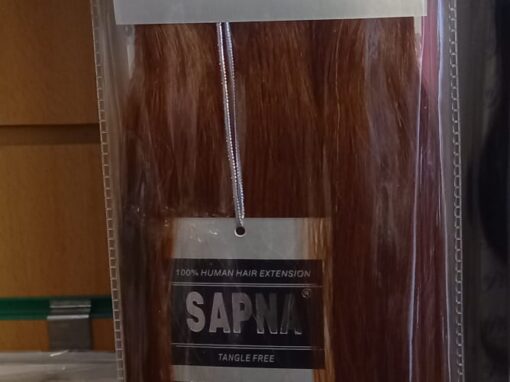 100% HUMAN HAIR EXTENSION
SAPNA®
TANGLE FREE